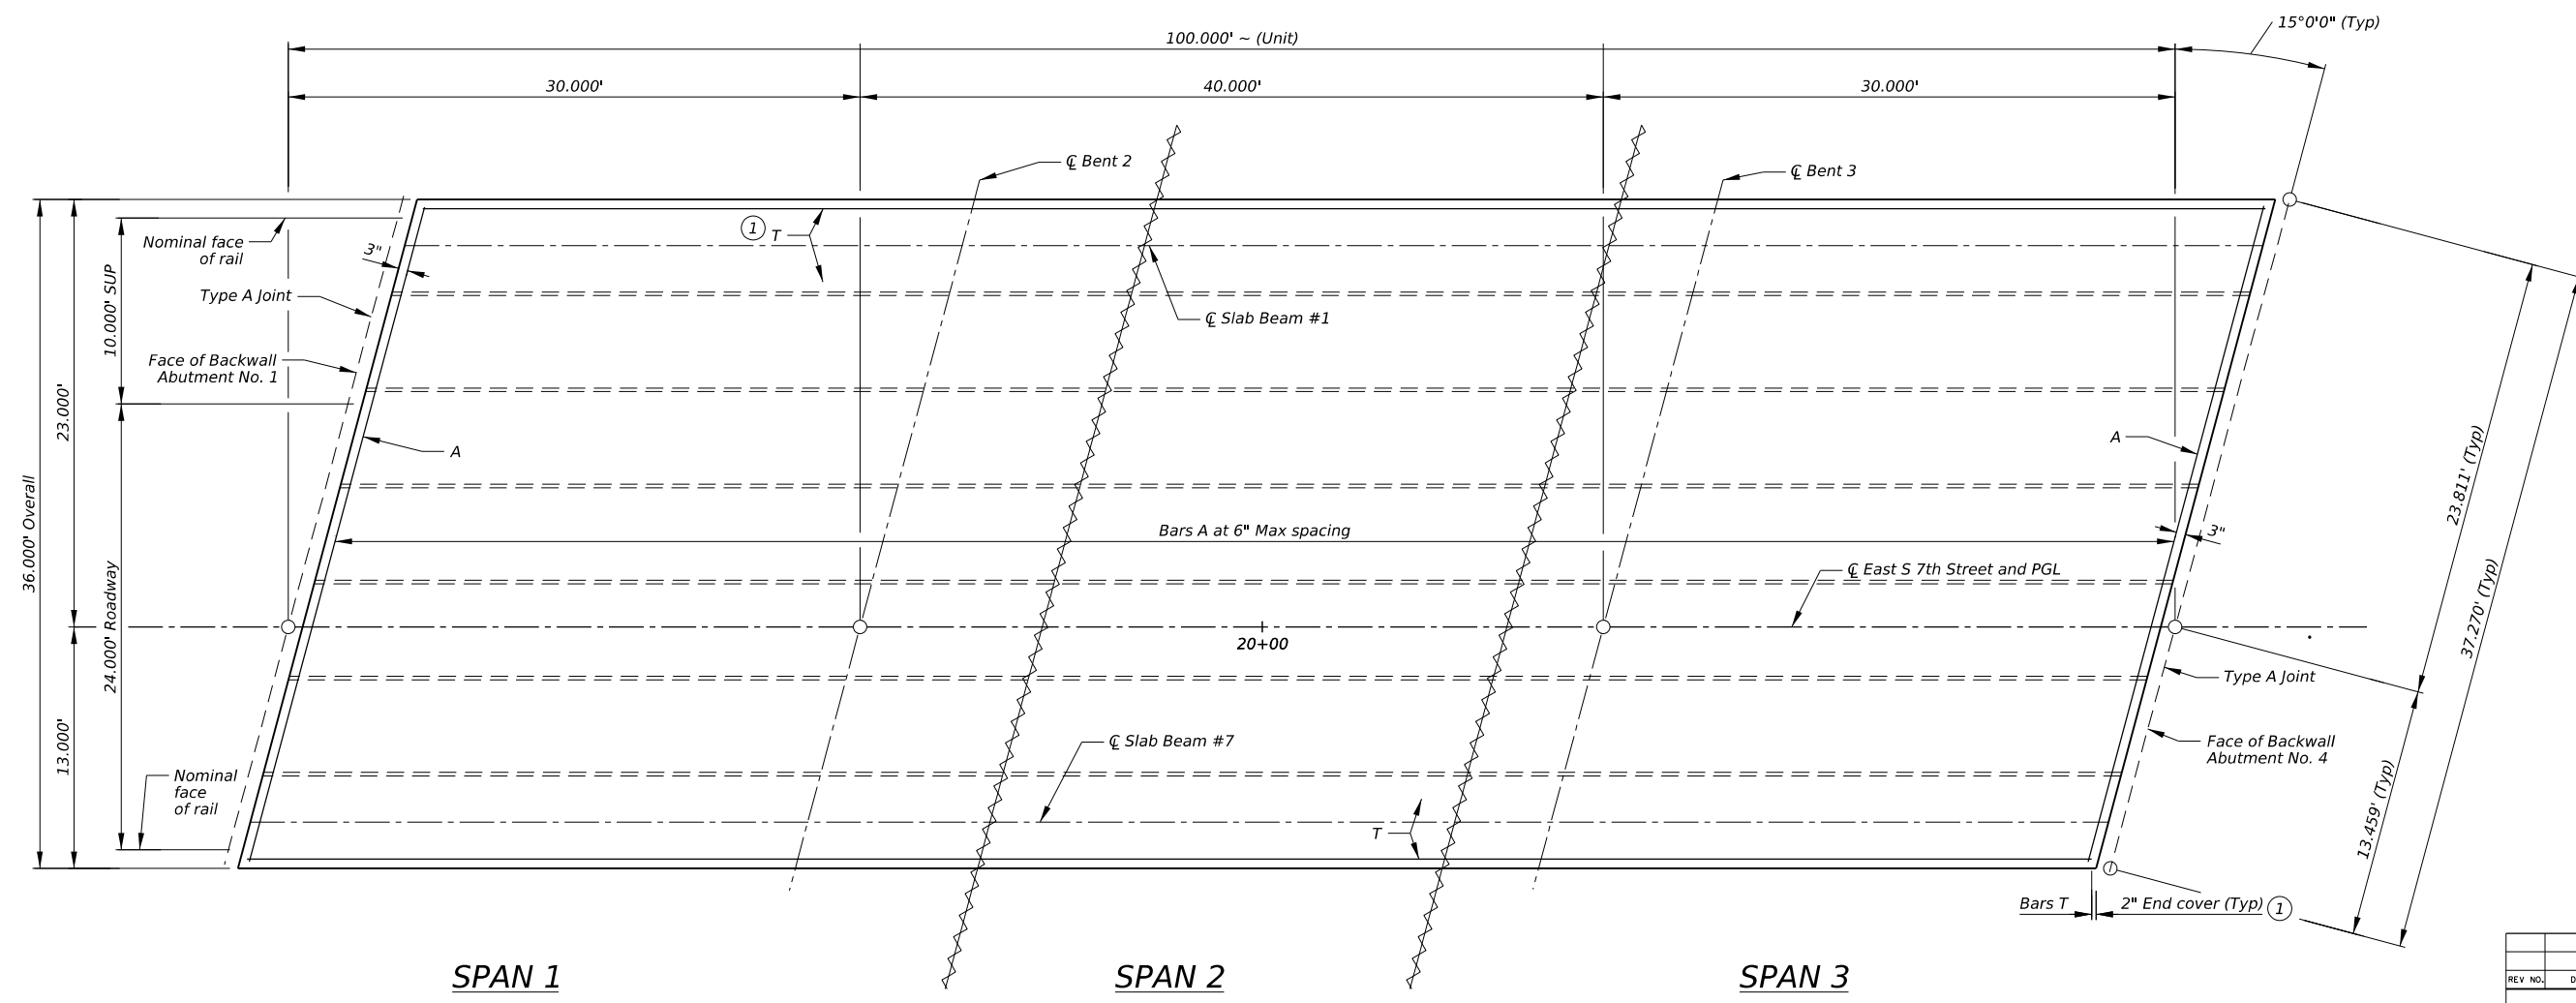 15°0'0" (Typ)
100.000' ~ (Unit)
30.000'
40.000'
30.000'
℄ Bent 2
℄ Bent 3
1
T
Nominal face
of rail
3"
10.000' SUP
Type A Joint
℄ Slab Beam #1
Face of Backwall
Abutment No. 1
23.000'
A
A
36.000' Overall
23.811' (Typ)
Bars A at 6" Max spacing
3"
℄ East S 7th Street and PGL
24.000' Roadway
37.270' (Typ)
20+00
Type A Joint
13.000'
℄ Slab Beam #7
Face of Backwall
Abutment No. 4
Nominal
face
of rail
13.459' (Typ)
T
Bars T
2" End cover (Typ)
1
SPAN 1
SPAN 2
SPAN 3
REV NO.
D